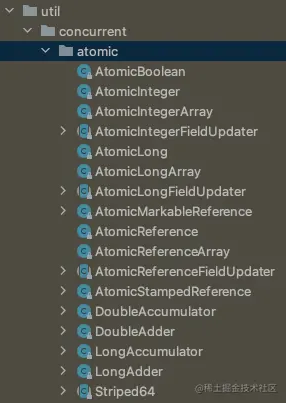 util
concurrent
atomic
AtomicBoolean
AtomicInteger
AtomicIntegerArray
AtomicIntegerFieldUpdater
AtomicLong
AtomicLongArray
AtomicLongFieldUpdater
AtomicMarkableReference
AtomicReference
AtomicReferenceArray
AtomicReferenceFieldUpdater
AtomicStampedReference
DoubleAccumulator
DoubleAdder
LongAccumulator
LongAdder
Striped64
@稀土掘金技术社区